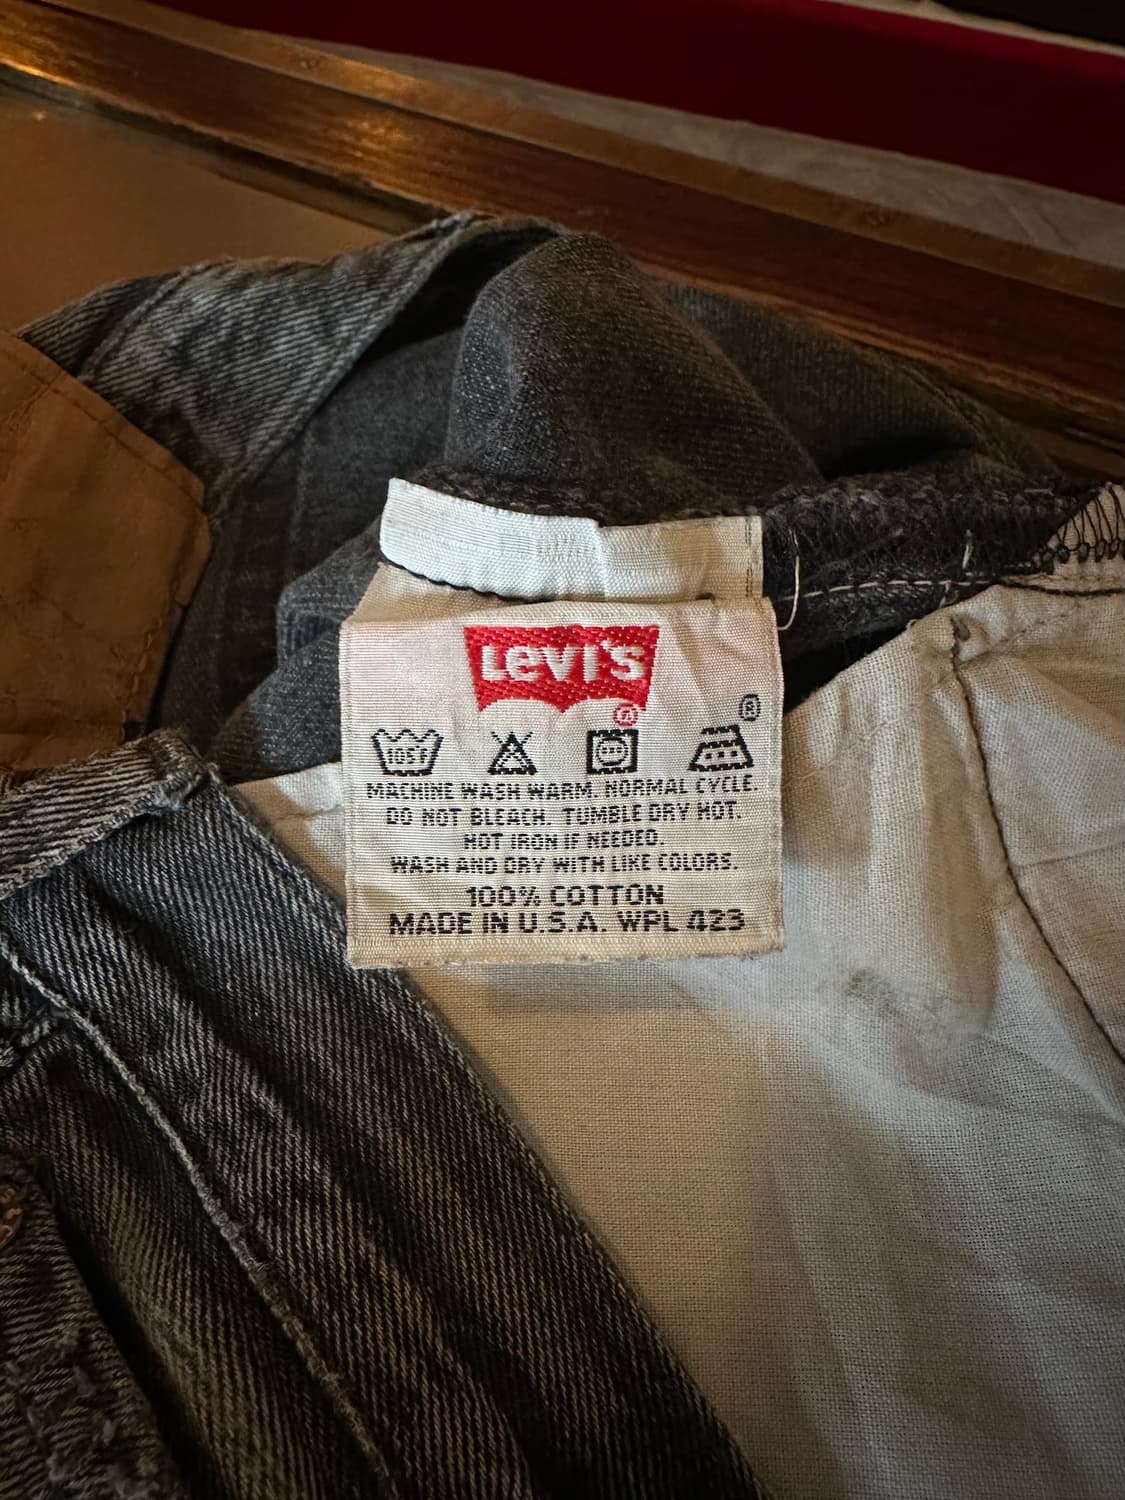 LEVI'S
®
105F
MACHINE WASH WARM, NORMAL CYCLE.
DO NOT BLEACH. TUMBLE DRY HOT.
HOT IRON IF NEEDED.
WASH AND DRY WITH LIKE COLORS.
100% COTTON
MADE IN U.S.A. WPL 423